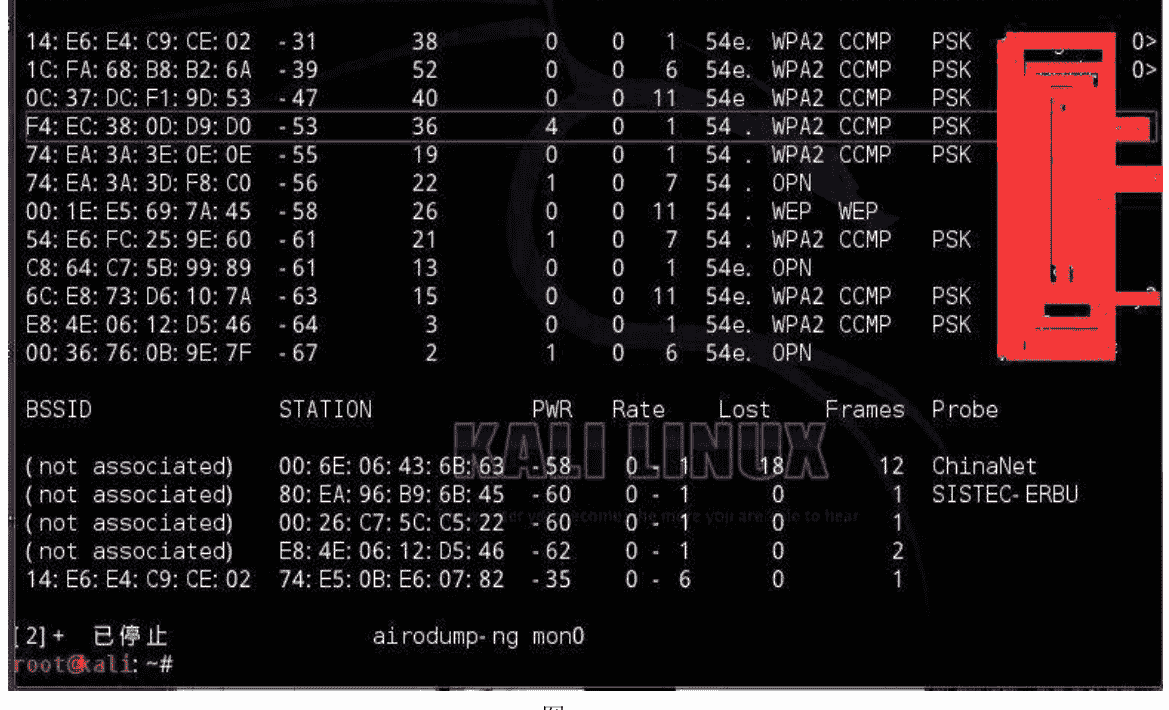 14:E6:E4:C9:CE:02 -31 38 0 0 1 54e. WPA2 CCMP PSK 0>
1C:FA:68:B8:B2:6A -39 52 0 0 6 54e. WPA2 CCMP PSK 0>
0C:37:DC:F1:9D:53 -47 40 0 0 11 54e WPA2 CCMP PSK
F4:EC:38:0D:D9:D0 -53 36 4 0 1 54 . WPA2 CCMP PSK
74:EA:3A:3E:0E:0E -55 19 0 0 1 54 . WPA2 CCMP PSK
74:EA:3A:3D:F8:C0 -56 22 1 0 7 54 . OPN
00:1E:E5:69:7A:45 -58 26 0 0 11 54 . WEP WEP
54:E6:FC:25:9E:60 -61 21 1 0 7 54 . WPA2 CCMP PSK
C8:64:C7:5B:99:89 -61 13 0 0 1 54e. OPN
6C:E8:73:D6:10:7A -63 15 0 0 11 54e. WPA2 CCMP PSK
E8:4E:06:12:D5:46 -64 3 0 0 1 54e. WPA2 CCMP PSK
00:36:76:0B:9E:7F -67 2 1 0 6 54e. OPN
BSSID STATION PWR Rate Lost Frames Probe
KALI LINUX
(not associated) 00:6E:06:43:6B:63 -58 0 - 1 18 12 ChinaNet
(not associated) 80:EA:96:B9:6B:45 -60 0 - 1 0 1 SISTEC-ERBU
you become, the more you are able to hear
(not associated) 00:26:C7:5C:C5:22 -60 0 - 1 0 1
(not associated) E8:4E:06:12:D5:46 -62 0 - 1 0 2
14:E6:E4:C9:CE:02 74:E5:0B:E6:07:82 -35 0 - 6 0 1
[2]+ 已停止 airodump-ng mon0
root@kali:~#